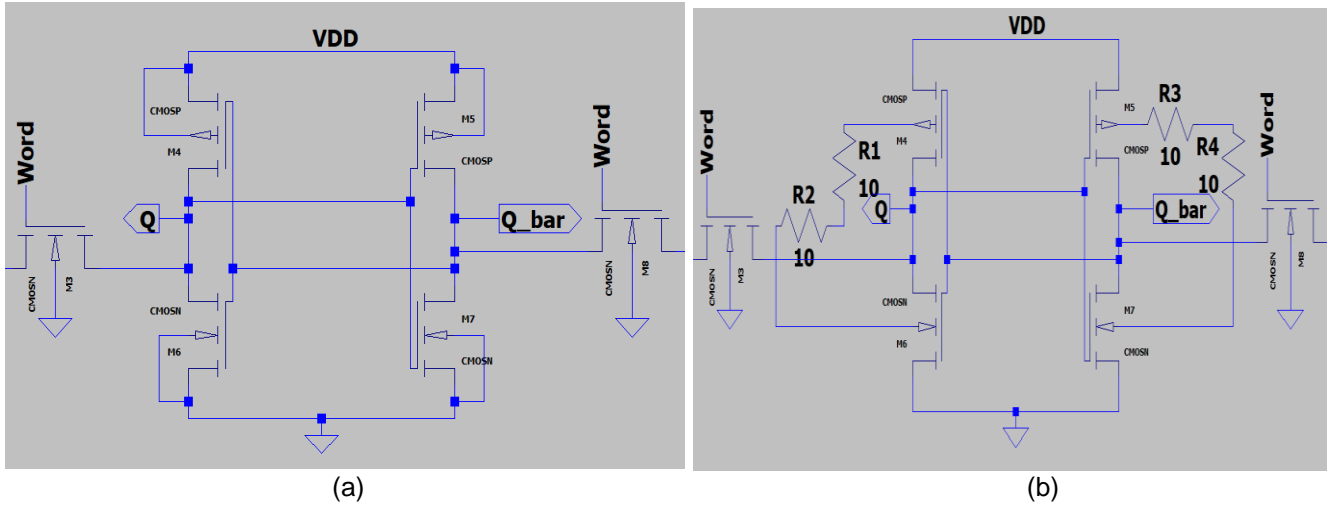 VDD
CMOSP
M4
M5
CMOSP
Word
Word
Q
Q_bar
CMOSN
M3
CMOSN
M8
CMOSN
M6
M7
CMOSN
(a)
VDD
CMOSP
M4
M5
CMOSP
R3
10
R4
10
R1
10
R2
10
Word
Word
Q
Q_bar
CMOSN
M3
CMOSN
M8
CMOSN
M6
M7
CMOSN
(b)